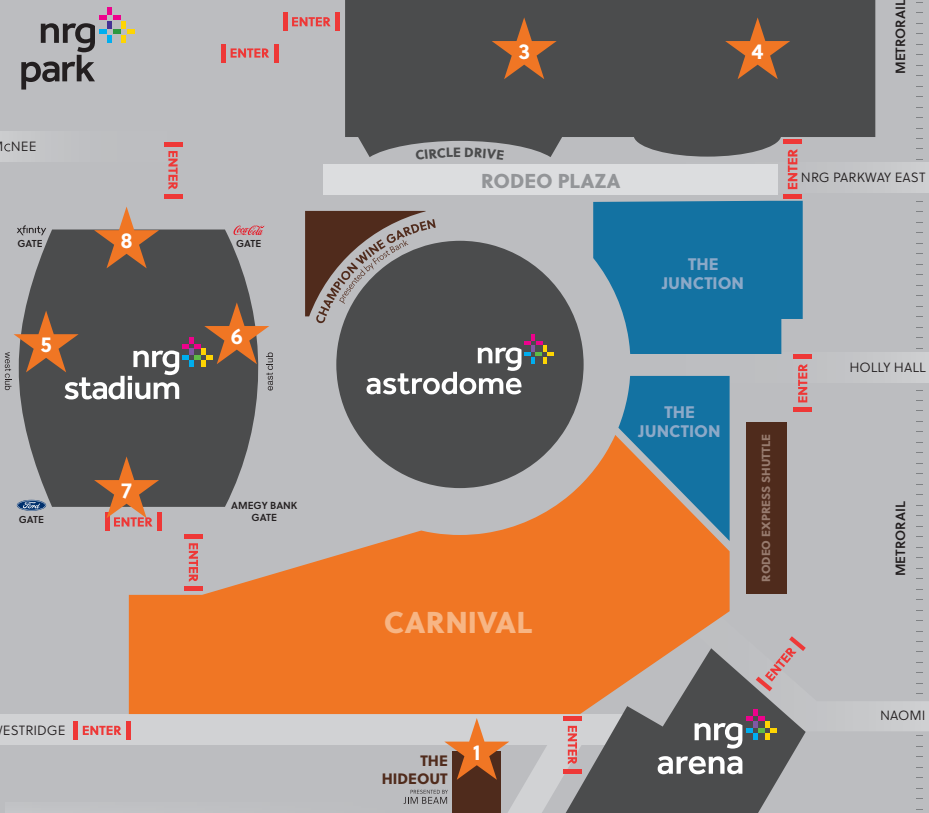 nrg
park
ENTER
ENTER
3
4
METRORAIL
McNEE
ENTER
CIRCLE DRIVE
RODEO PLAZA
ENTER
NRG PARKWAY EAST
xfinity
GATE
8
Coca-Cola
GATE
CHAMPION WINE GARDEN
presented by Frost Bank
THE
JUNCTION
5
6
west club
nrg
stadium
east club
nrg
astrodome
HOLLY HALL
ENTER
THE
JUNCTION
RODEO EXPRESS SHUTTLE
7
Ford
GATE
ENTER
AMEGY BANK
GATE
ENTER
METRORAIL
CARNIVAL
ENTER
NAOMI
WESTRIDGE
ENTER
1
THE
HIDEOUT
PRESENTED BY
JIM BEAM
ENTER
nrg
arena